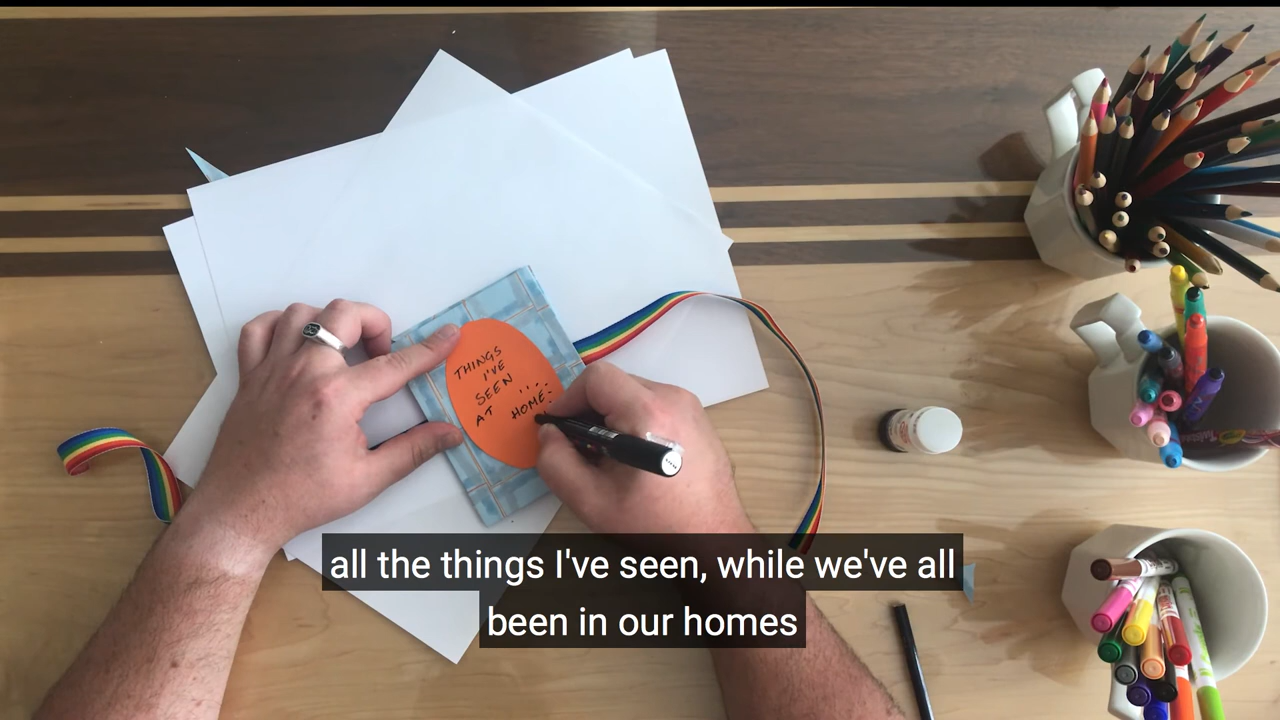 THINGS
I'VE
SEEN
AT HOME:
all the things I've seen, while we've all
been in our homes